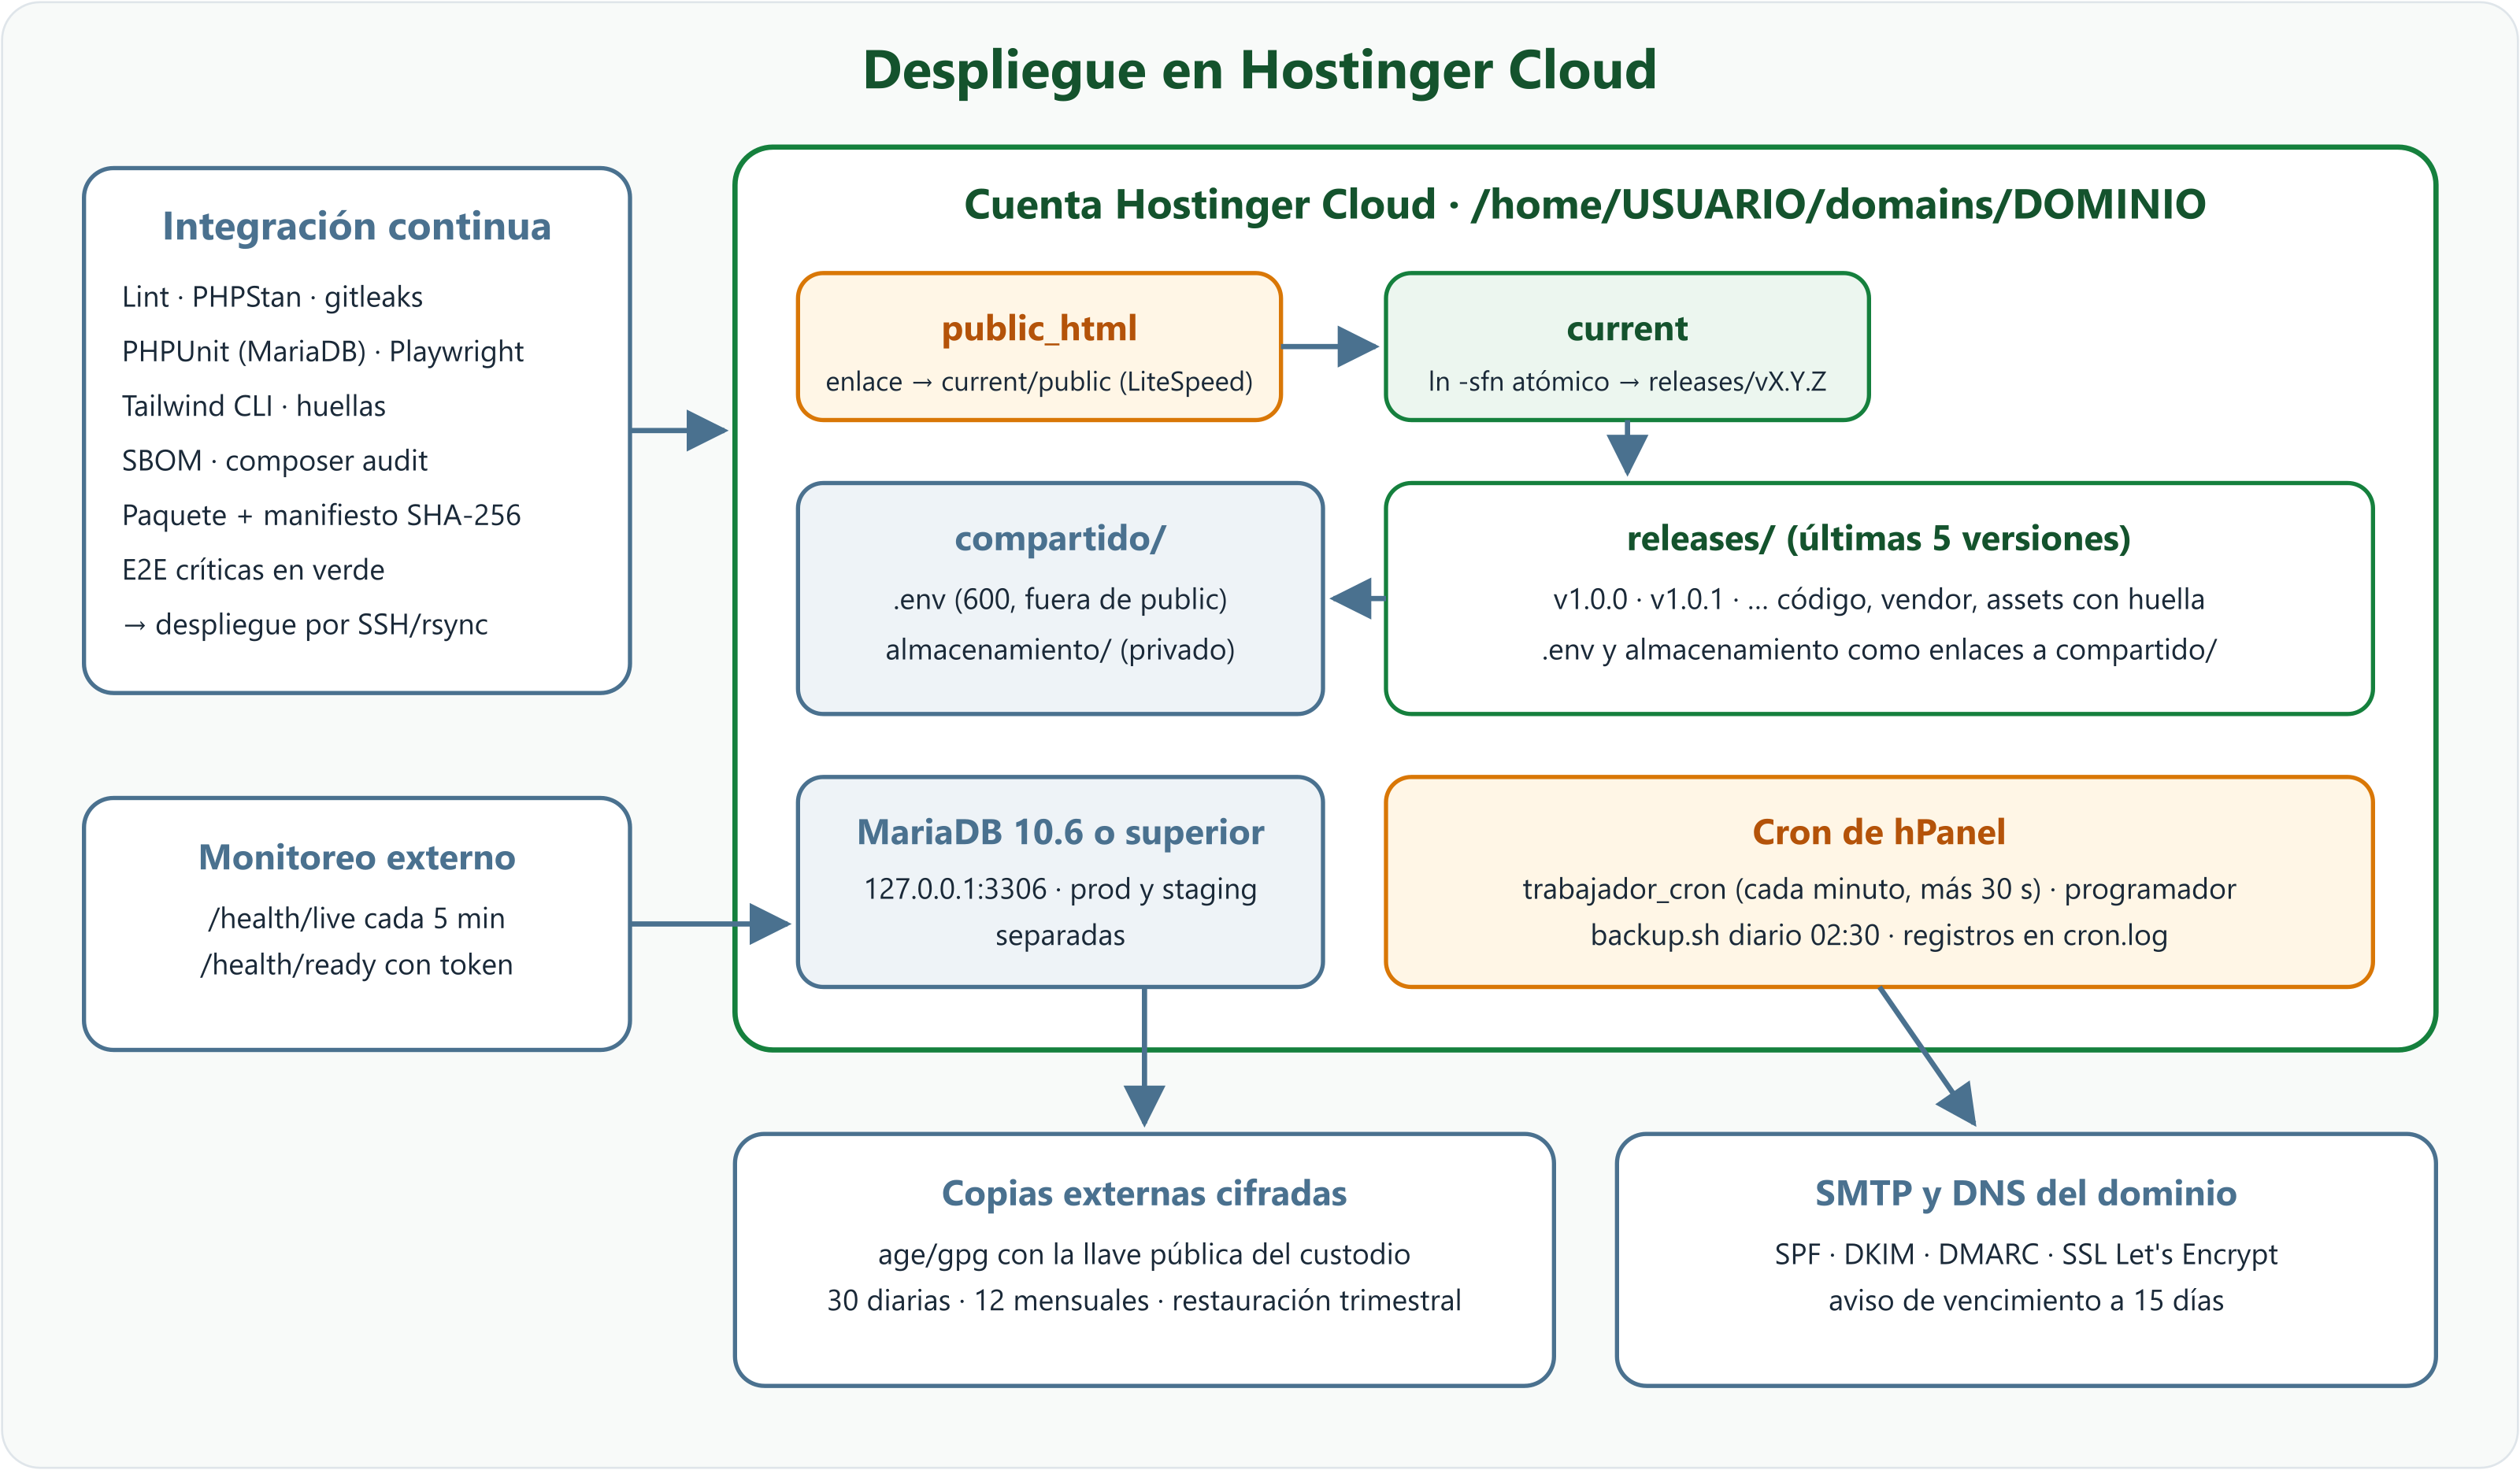 Despliegue en Hostinger Cloud
Integración continua
Lint · PHPStan · gitleaks
PHPUnit (MariaDB) · Playwright
Tailwind CLI · huellas
SBOM · composer audit
Paquete + manifiesto SHA-256
E2E críticas en verde
→ despliegue por SSH/rsync
Cuenta Hostinger Cloud · /home/USUARIO/domains/DOMINIO
public_html
enlace → current/public (LiteSpeed)
current
ln -sfn atómico → releases/vX.Y.Z
compartido/
.env (600, fuera de public)
almacenamiento/ (privado)
releases/ (últimas 5 versiones)
v1.0.0 · v1.0.1 · ... código, vendor, assets con huella
.env y almacenamiento como enlaces a compartido/
Monitoreo externo
/health/live cada 5 min
/health/ready con token
MariaDB 10.6 o superior
127.0.0.1:3306 · prod y staging
separadas
Cron de hPanel
trabajador_cron (cada minuto, más 30 s) · programador
backup.sh diario 02:30 · registros en cron.log
Copias externas cifradas
age/gpg con la llave pública del custodio
30 diarias · 12 mensuales · restauración trimestral
SMTP y DNS del dominio
SPF · DKIM · DMARC · SSL Let's Encrypt
aviso de vencimiento a 15 días